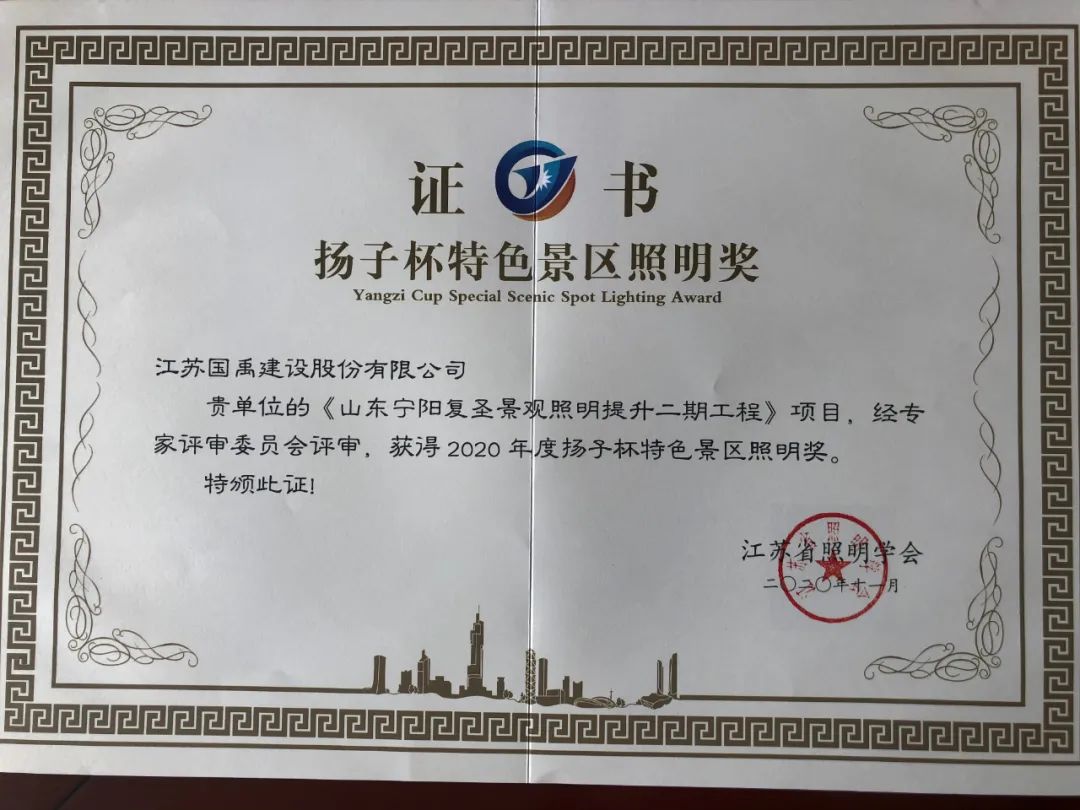 证书
扬子杯特色景区照明奖
Yangzi Cup Special Scenic Spot Lighting Award
江苏国禹建设股份有限公司
贵单位的《山东宁阳复圣景观照明提升二期工程》项目，经专
家评审委员会评审，获得2020年度扬子杯特色景区照明奖。
特颁此证！
江苏省照明学会
二〇二〇年十一月